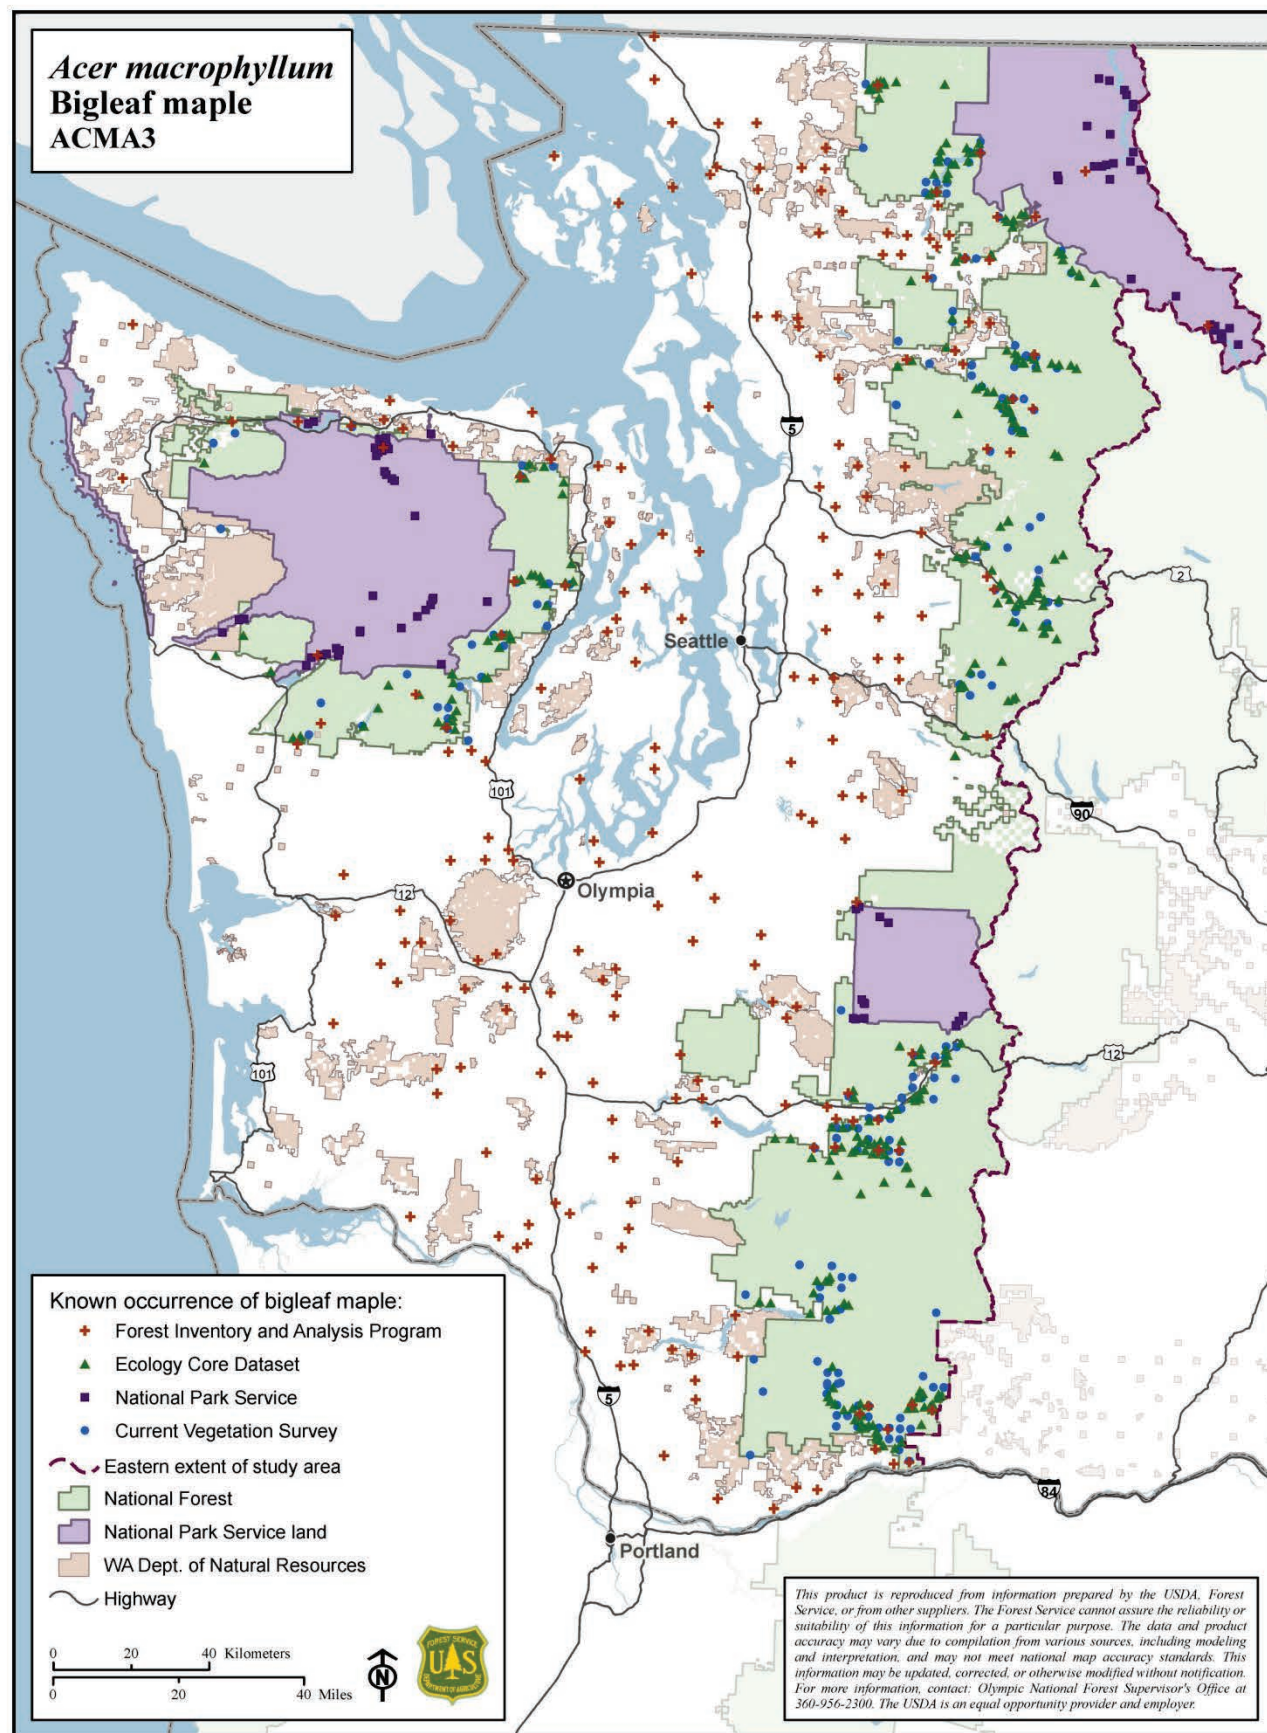 Acer macrophyllum
Bigleaf maple
ACMA3
5
2
Seattle
101
90
12
Olympia
12
101
Known occurrence of bigleaf maple:
Forest Inventory and Analysis Program
Ecology Core Dataset
National Park Service
Current Vegetation Survey
Eastern extent of study area
National Forest
National Park Service land
WA Dept. of Natural Resources
Highway
0 20 40 Kilometers
0 20 40 Miles
N
FOREST SERVICE
U S
DEPARTMENT OF AGRICULTURE
5
84
Portland
This product is reproduced from information prepared by the USDA, Forest
Service, or from other suppliers. The Forest Service cannot assure the reliability or
suitability of this information for a particular purpose. The data and product
accuracy may vary due to compilation from various sources, including modeling
and interpretation, and may not meet national map accuracy standards. This
information may be updated, corrected, or otherwise modified without notification.
For more information, contact: Olympic National Forest Supervisor's Office at
360-956-2300. The USDA is an equal opportunity provider and employer.